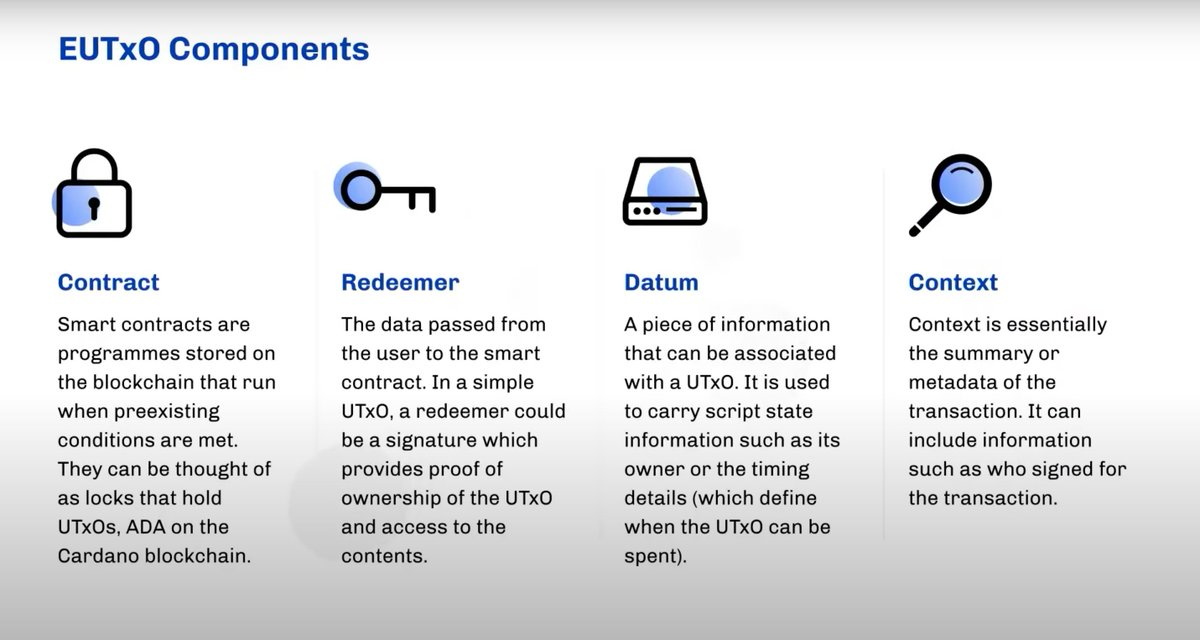 EUTxO Components
Contract
Smart contracts are
programmes stored on
the blockchain that run
when preexisting
conditions are met.
They can be thought of
as locks that hold
UTxOs, ADA on the
Cardano blockchain.
Redeemer
The data passed from
the user to the smart
contract. In a simple
UTxO, a redeemer could
be a signature which
provides proof of
ownership of the UTxO
and access to the
contents.
Datum
A piece of information
that can be associated
with a UTxO. It is used
to carry script state
information such as its
owner or the timing
details (which define
when the UTxO can be
spent).
Context
Context is essentially
the summary or
metadata of the
transaction. It can
include information
such as who signed for
the transaction.